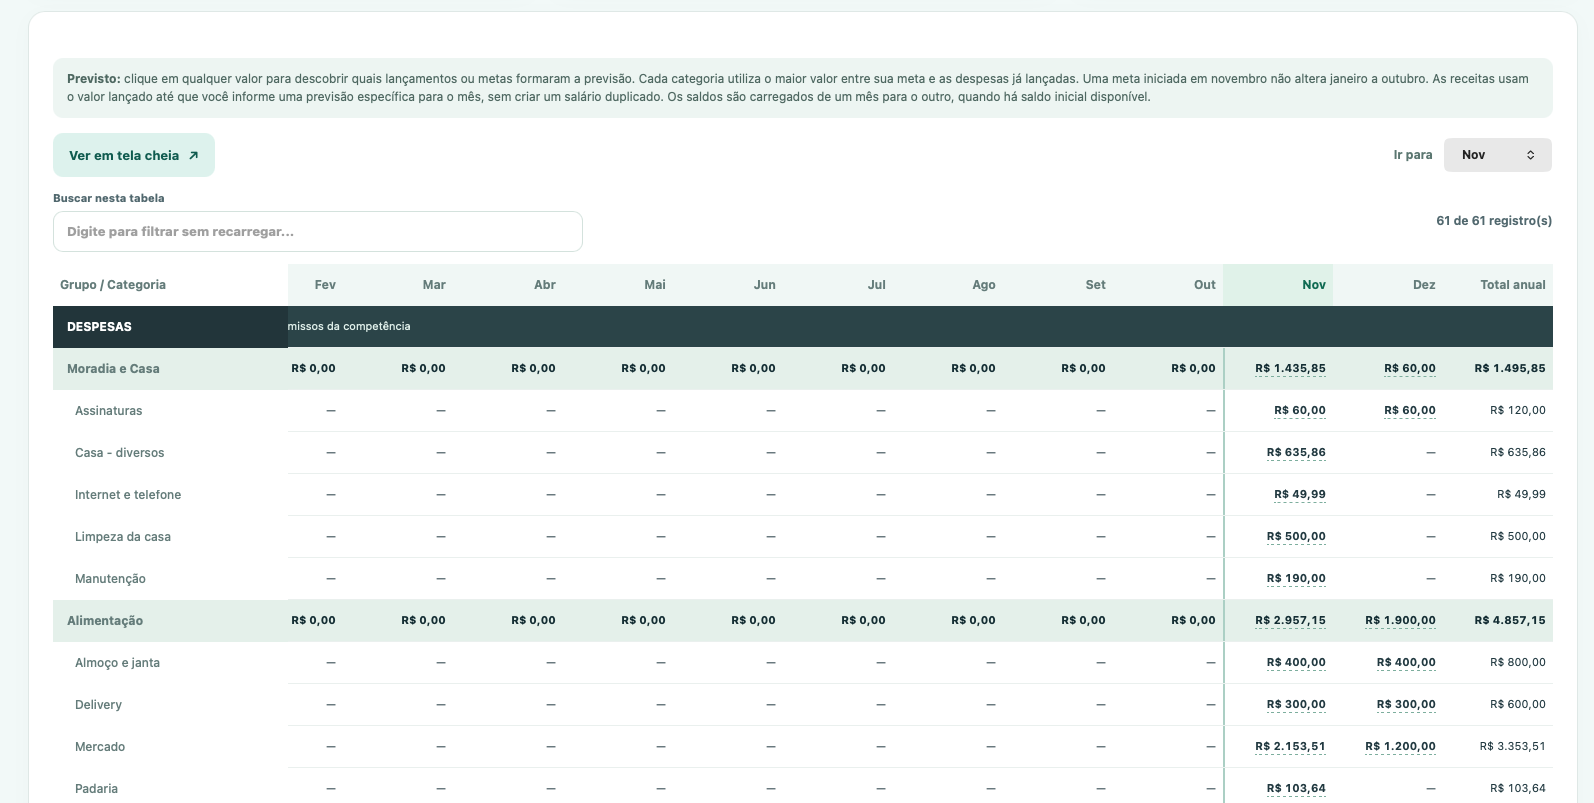 Previsto: clique em qualquer valor para descobrir quais lançamentos ou metas formaram a previsão. Cada categoria utiliza o maior valor entre sua meta e as despesas já lançadas. Uma meta iniciada em novembro não altera janeiro a outubro. As receitas usam
o valor lançado até que você informe uma previsão específica para o mês, sem criar um salário duplicado. Os saldos são carregados de um mês para o outro, quando há saldo inicial disponível.
Ver em tela cheia ↗ Ir para Nov
Buscar nesta tabela
Digite para filtrar sem recarregar... 61 de 61 registro(s)
Grupo / Categoria Fev Mar Abr Mai Jun Jul Ago Set Out Nov Dez Total anual
DESPESAS missos da competência
Moradia e Casa R$ 0,00 R$ 0,00 R$ 0,00 R$ 0,00 R$ 0,00 R$ 0,00 R$ 0,00 R$ 0,00 R$ 0,00 R$ 1.435,85 R$ 60,00 R$ 1.495,85
Assinaturas — — — — — — — — — R$ 60,00 R$ 60,00 R$ 120,00
Casa - diversos — — — — — — — — — R$ 635,86 — R$ 635,86
Internet e telefone — — — — — — — — — R$ 49,99 — R$ 49,99
Limpeza da casa — — — — — — — — — R$ 500,00 — R$ 500,00
Manutenção — — — — — — — — — R$ 190,00 — R$ 190,00
Alimentação R$ 0,00 R$ 0,00 R$ 0,00 R$ 0,00 R$ 0,00 R$ 0,00 R$ 0,00 R$ 0,00 R$ 0,00 R$ 2.957,15 R$ 1.900,00 R$ 4.857,15
Almoço e janta — — — — — — — — — R$ 400,00 R$ 400,00 R$ 800,00
Delivery — — — — — — — — — R$ 300,00 R$ 300,00 R$ 600,00
Mercado — — — — — — — — — R$ 2.153,51 R$ 1.200,00 R$ 3.353,51
Padaria — — — — — — — — — R$ 103,64 — R$ 103,64